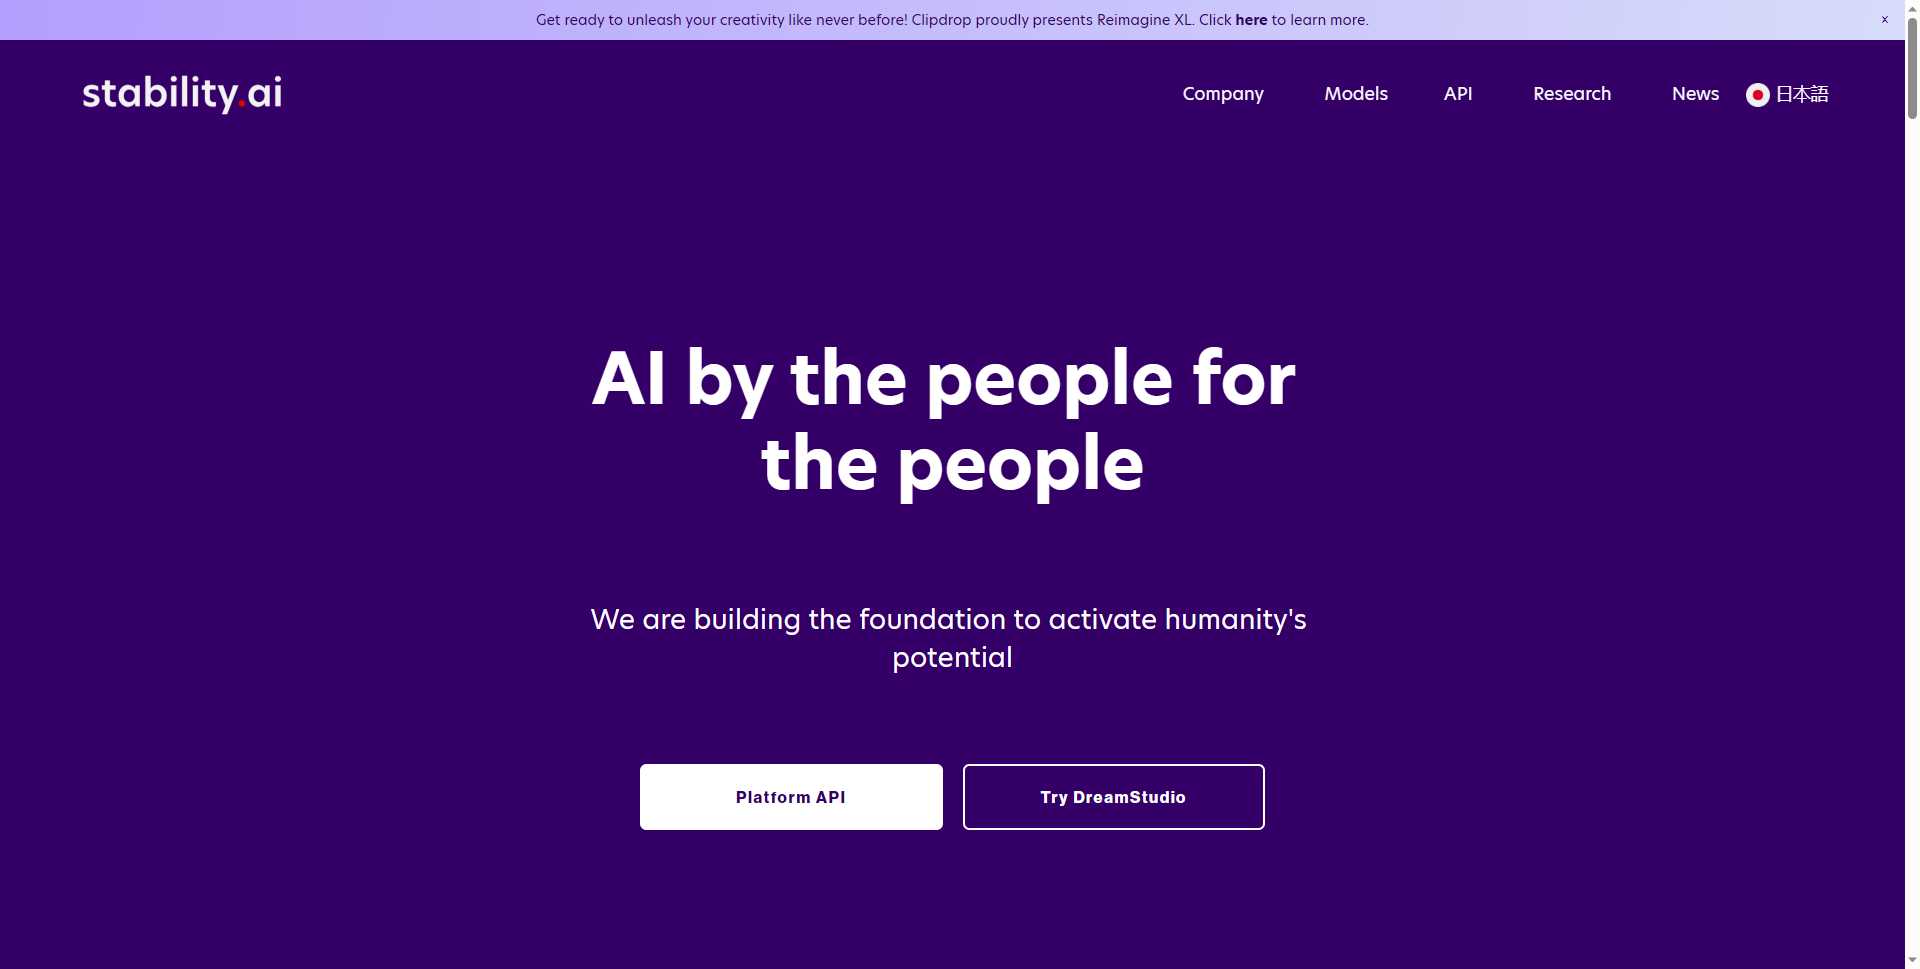 Get ready to unleash your creativity like never before! Clipdrop proudly presents Reimagine XL. Click here to learn more.
x
stability.ai
Company
Models
API
Research
News
日本語
AI by the people for
the people
We are building the foundation to activate humanity's
potential
Platform API
Try DreamStudio